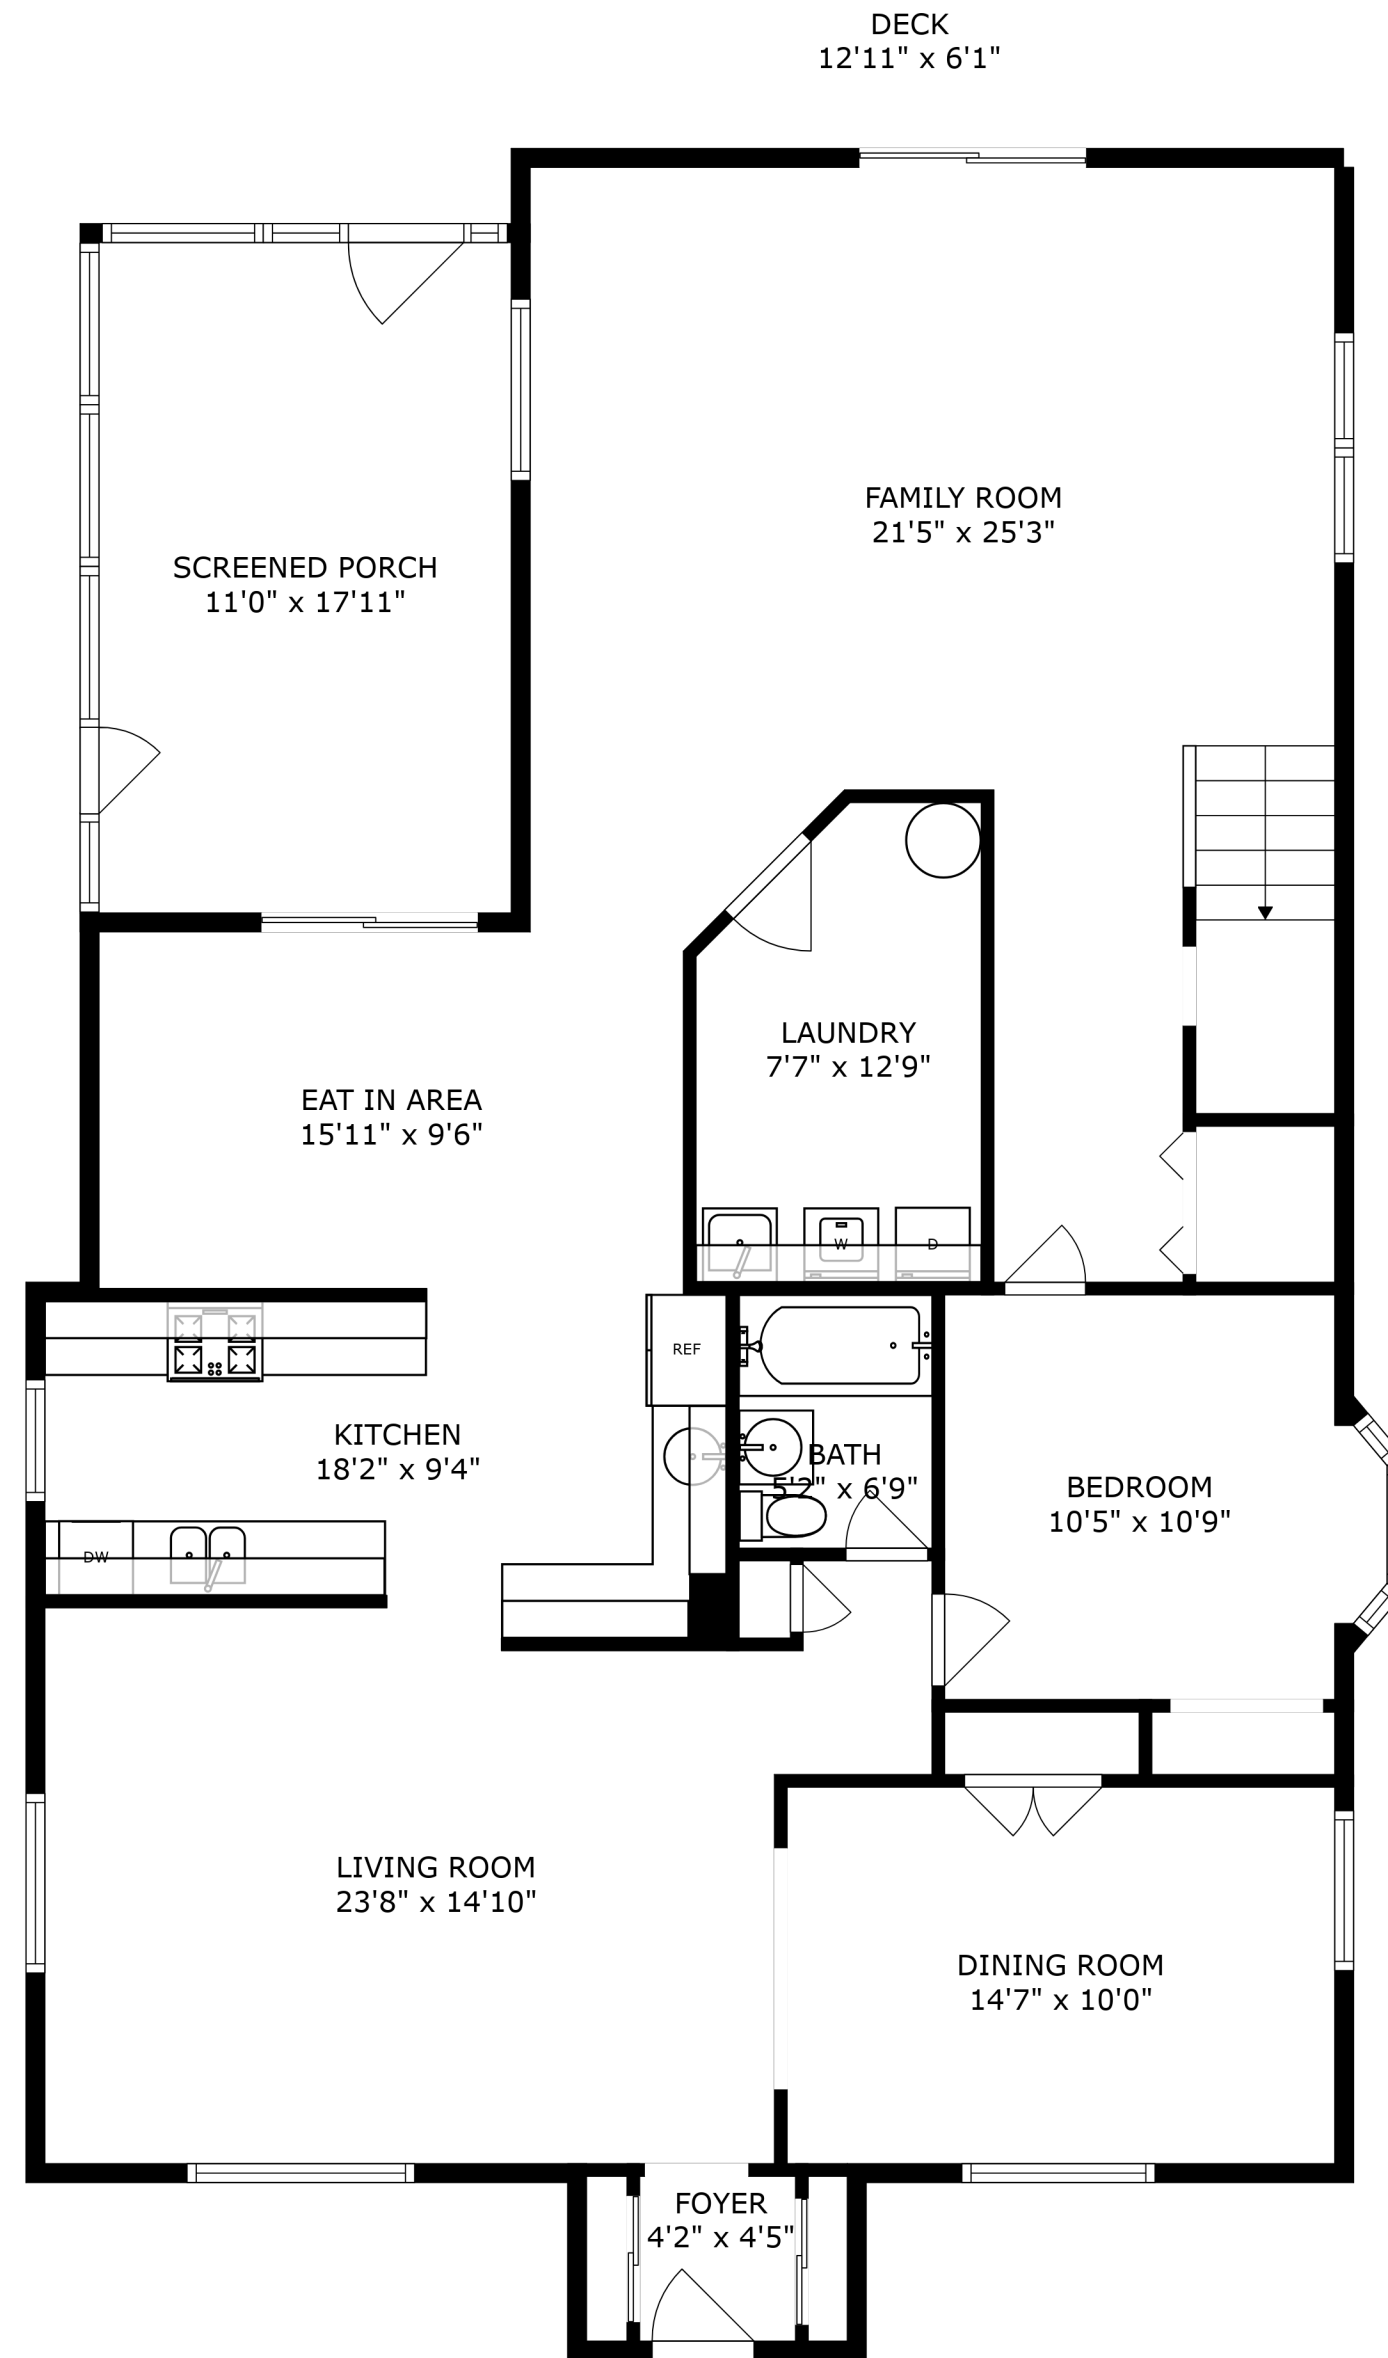 DECK
12'11" x 6'1"
FAMILY ROOM
21'5" x 25'3"
SCREENED PORCH
11'0" x 17'11"
LAUNDRY
7'7" x 12'9"
EAT IN AREA
15'11" x 9'6"
W
D
REF
KITCHEN
18'2" x 9'4"
BATH
5'2" x 6'9"
BEDROOM
10'5" x 10'9"
DW
LIVING ROOM
23'8" x 14'10"
DINING ROOM
14'7" x 10'0"
FOYER
4'2" x 4'5"